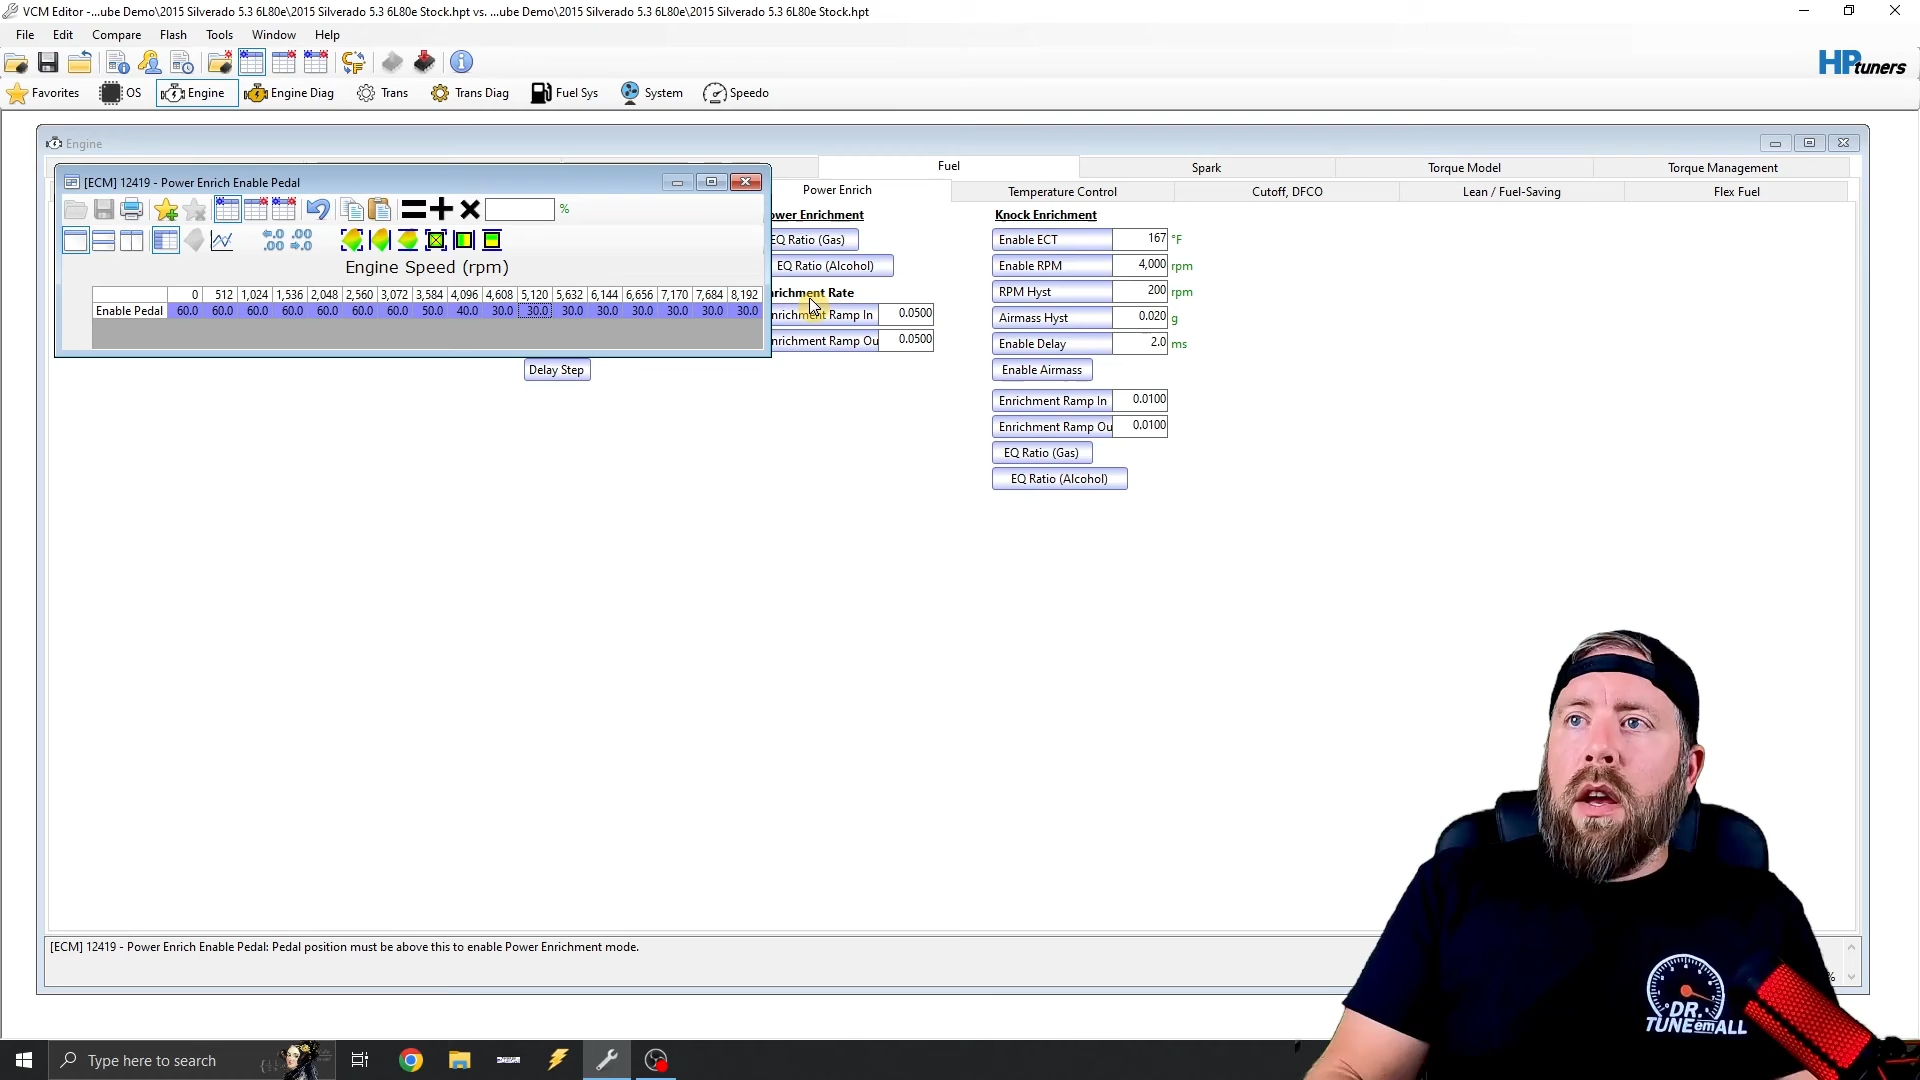 VCM Editor -...ube Demo\2015 Silverado 5.3 6L80e\2015 Silverado 5.3 6L80e Stock.hpt vs. ...ube Demo\2015 Silverado 5.3 6L80e\2015 Silverado 5.3 6L80e Stock.hpt
File Edit Compare Flash Tools Window Help
HPtuners
Favorites OS Engine Engine Diag Trans Trans Diag Fuel Sys System Speedo
Engine
Fuel Spark Torque Model Torque Management
Power Enrich Temperature Control Cutoff, DFCO Lean / Fuel-Saving Flex Fuel
[ECM] 12419 - Power Enrich Enable Pedal
%
Engine Speed (rpm)
0 512 1,024 1,536 2,048 2,560 3,072 3,584 4,096 4,608 5,120 5,632 6,144 6,656 7,170 7,684 8,192
Enable Pedal 60.0 60.0 60.0 60.0 60.0 60.0 60.0 50.0 40.0 30.0 30.0 30.0 30.0 30.0 30.0 30.0 30.0
Delay Step
ower Enrichment
EQ Ratio (Gas)
EQ Ratio (Alcohol)
nrichment Rate
nrichment Ramp In 0.0500
nrichment Ramp Ou 0.0500
Knock Enrichment
Enable ECT 167 °F
Enable RPM 4,000 rpm
RPM Hyst 200 rpm
Airmass Hyst 0.020 g
Enable Delay 2.0 ms
Enable Airmass
Enrichment Ramp In 0.0100
Enrichment Ramp Ou 0.0100
EQ Ratio (Gas)
EQ Ratio (Alcohol)
[ECM] 12419 - Power Enrich Enable Pedal: Pedal position must be above this to enable Power Enrichment mode.
%
DR.
TUNEemALL
Type here to search